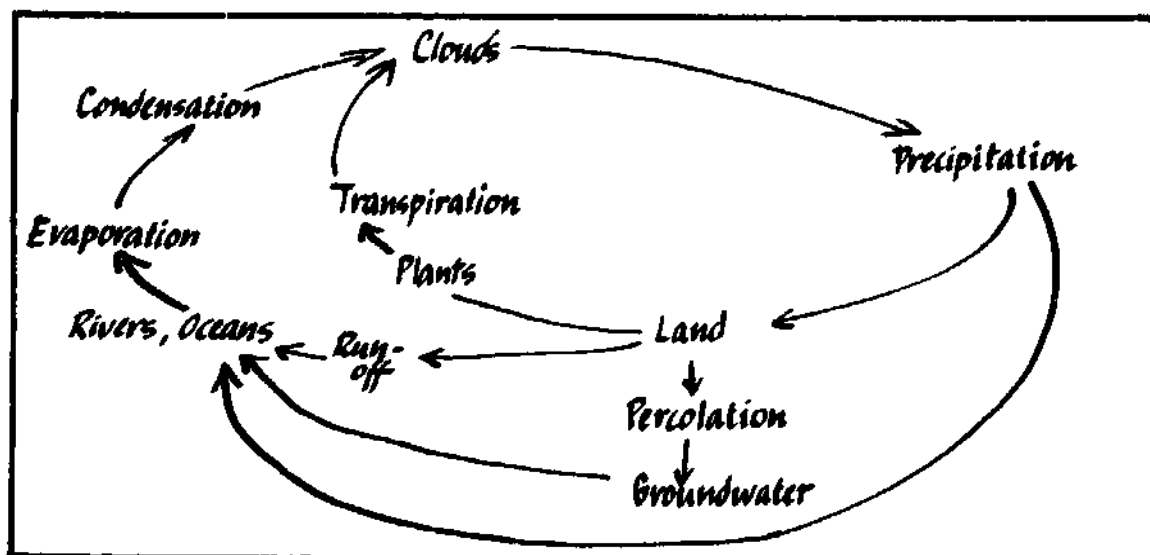 Clouds
Condensation
Precipitation
Transpiration
Evaporation
Plants
Rivers, Oceans
Run-
off
Land
Percolation
Groundwater